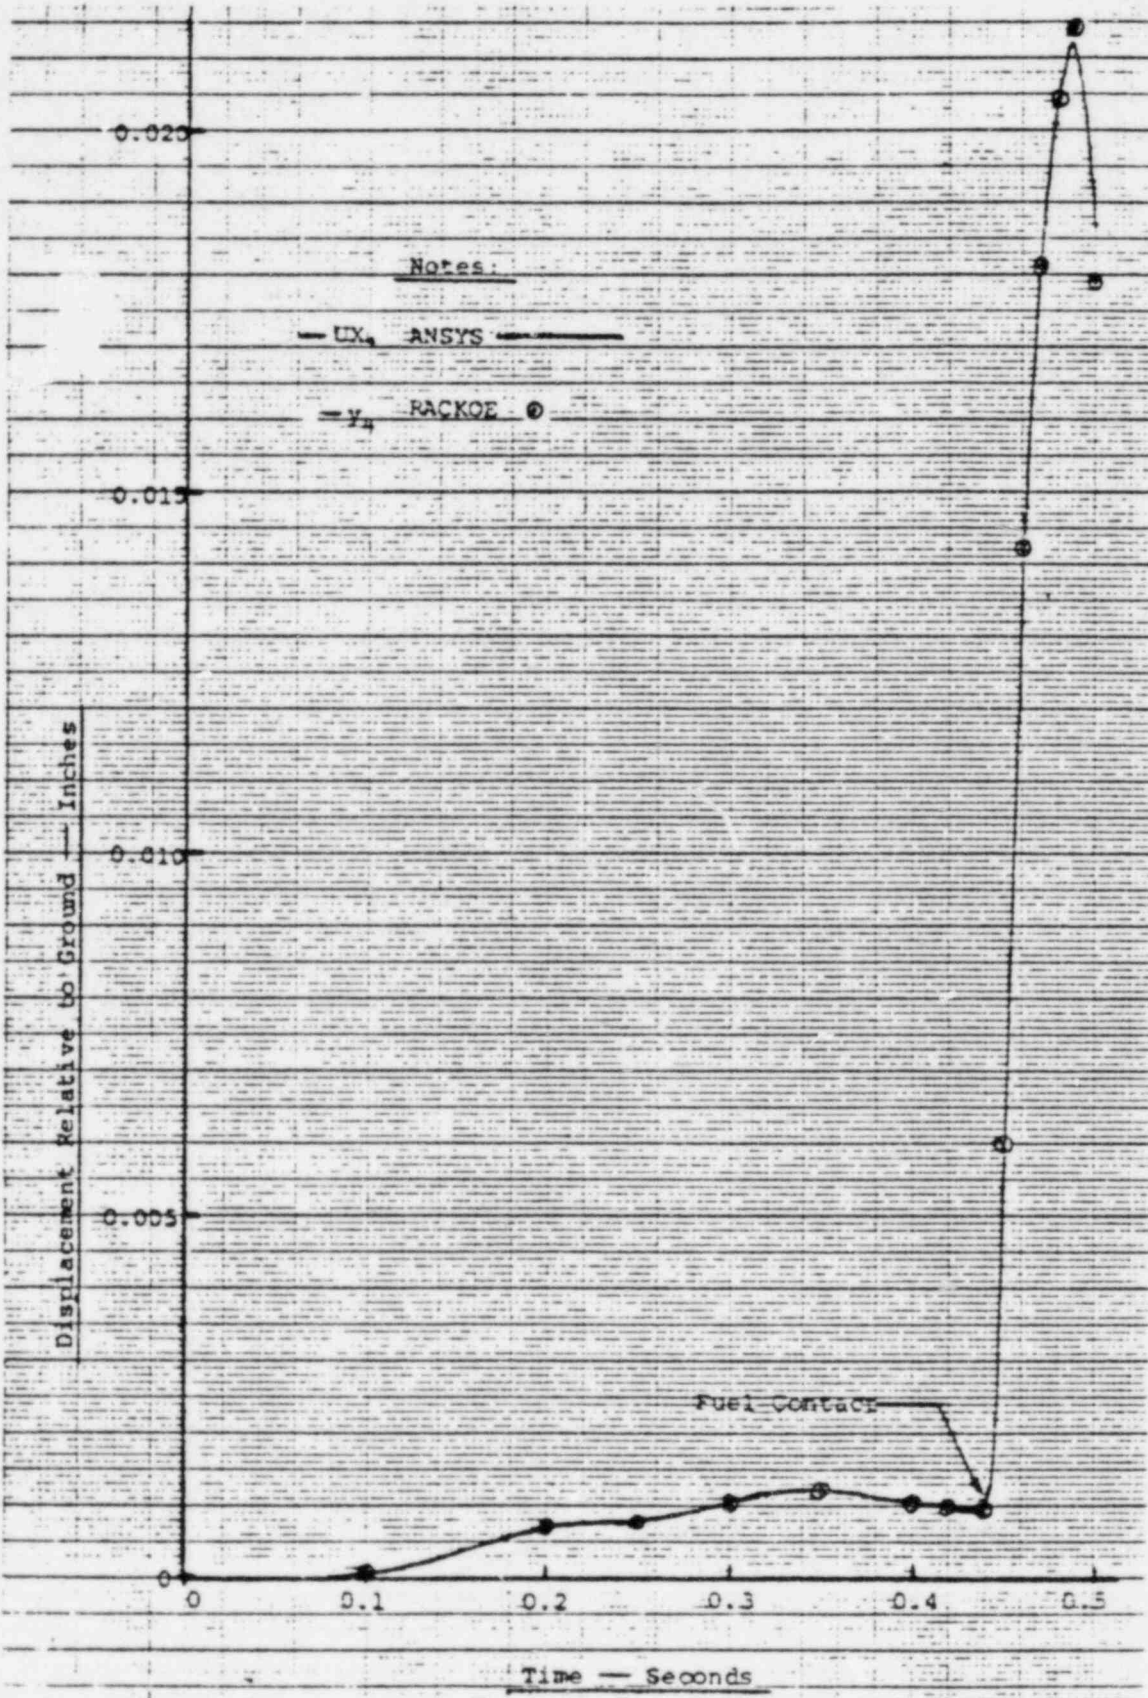 0.020
Notes:
— UX₄ ANSYS ———
— y₄ RACKOE
0.015
0.010
0.005
0
Displacement Relative to Ground — Inches
Fuel Contact
0 0.1 0.2 0.3 0.4 0.5
Time — Seconds